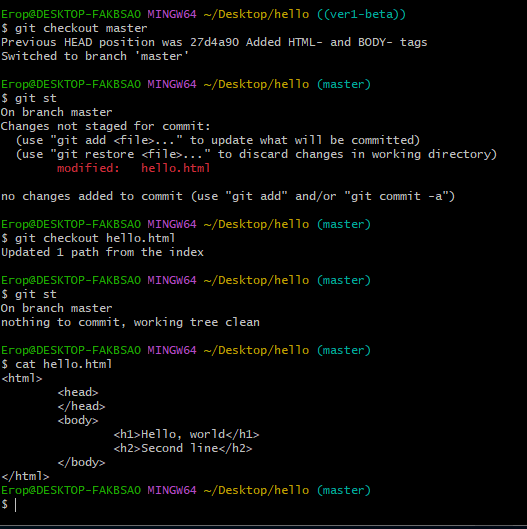 Егор@DESKTOP-FAKBSAO MINGW64 ~/Desktop/hello ((ver1-beta))
$ git checkout master
Previous HEAD position was 27d4a90 Added HTML- and BODY- tags
Switched to branch 'master'
Егор@DESKTOP-FAKBSAO MINGW64 ~/Desktop/hello (master)
$ git st
On branch master
Changes not staged for commit:
  (use "git add <file>..." to update what will be committed)
  (use "git restore <file>..." to discard changes in working directory)
        modified:   hello.html
no changes added to commit (use "git add" and/or "git commit -a")
Егор@DESKTOP-FAKBSAO MINGW64 ~/Desktop/hello (master)
$ git checkout hello.html
Updated 1 path from the index
Егор@DESKTOP-FAKBSAO MINGW64 ~/Desktop/hello (master)
$ git st
On branch master
nothing to commit, working tree clean
Егор@DESKTOP-FAKBSAO MINGW64 ~/Desktop/hello (master)
$ cat hello.html
<html>
        <head>
        </head>
        <body>
                <h1>Hello, world</h1>
                <h2>Second line</h2>
        </body>
</html>
Егор@DESKTOP-FAKBSAO MINGW64 ~/Desktop/hello (master)
$